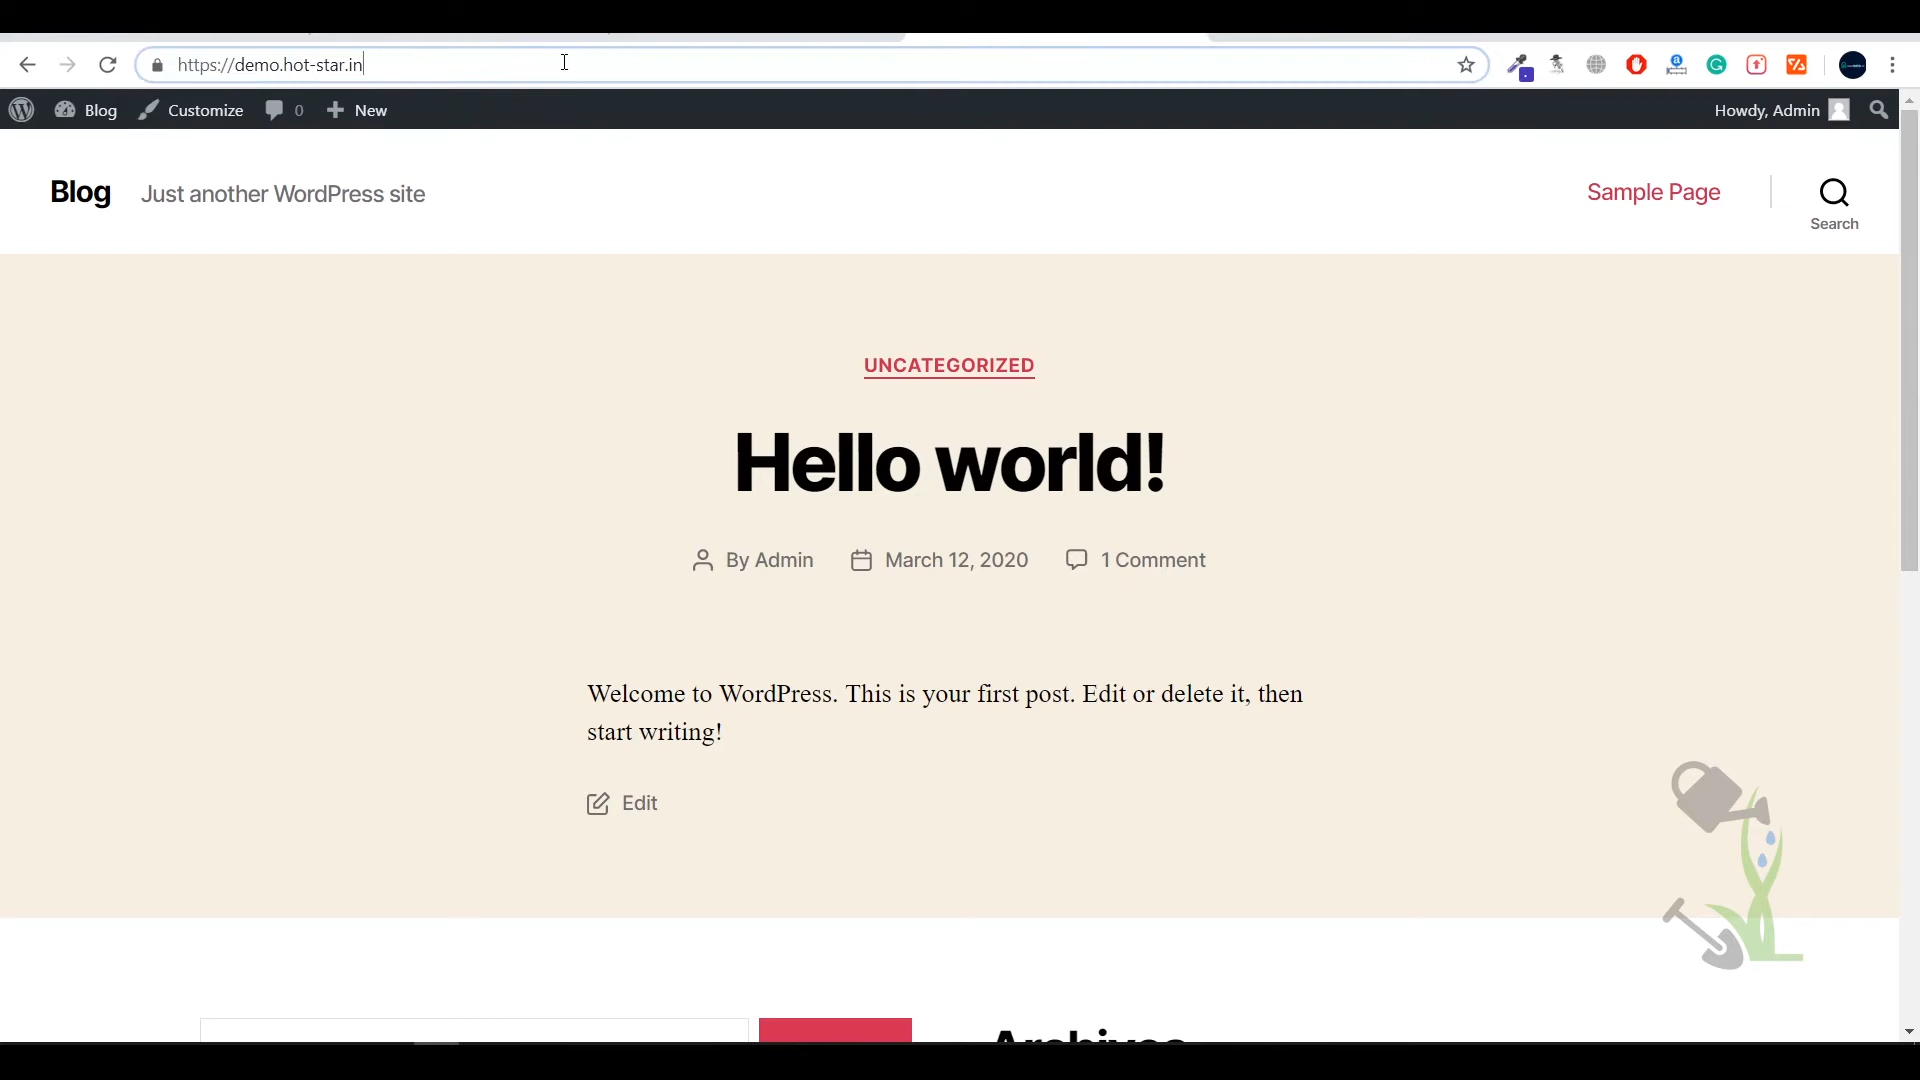 https://demo.hot-star.in
Blog Customize 0 New Howdy, Admin
Blog Just another WordPress site Sample Page
Search
UNCATEGORIZED
Hello world!
By Admin March 12, 2020 1 Comment
Welcome to WordPress. This is your first post. Edit or delete it, then
start writing!
Edit
Archives